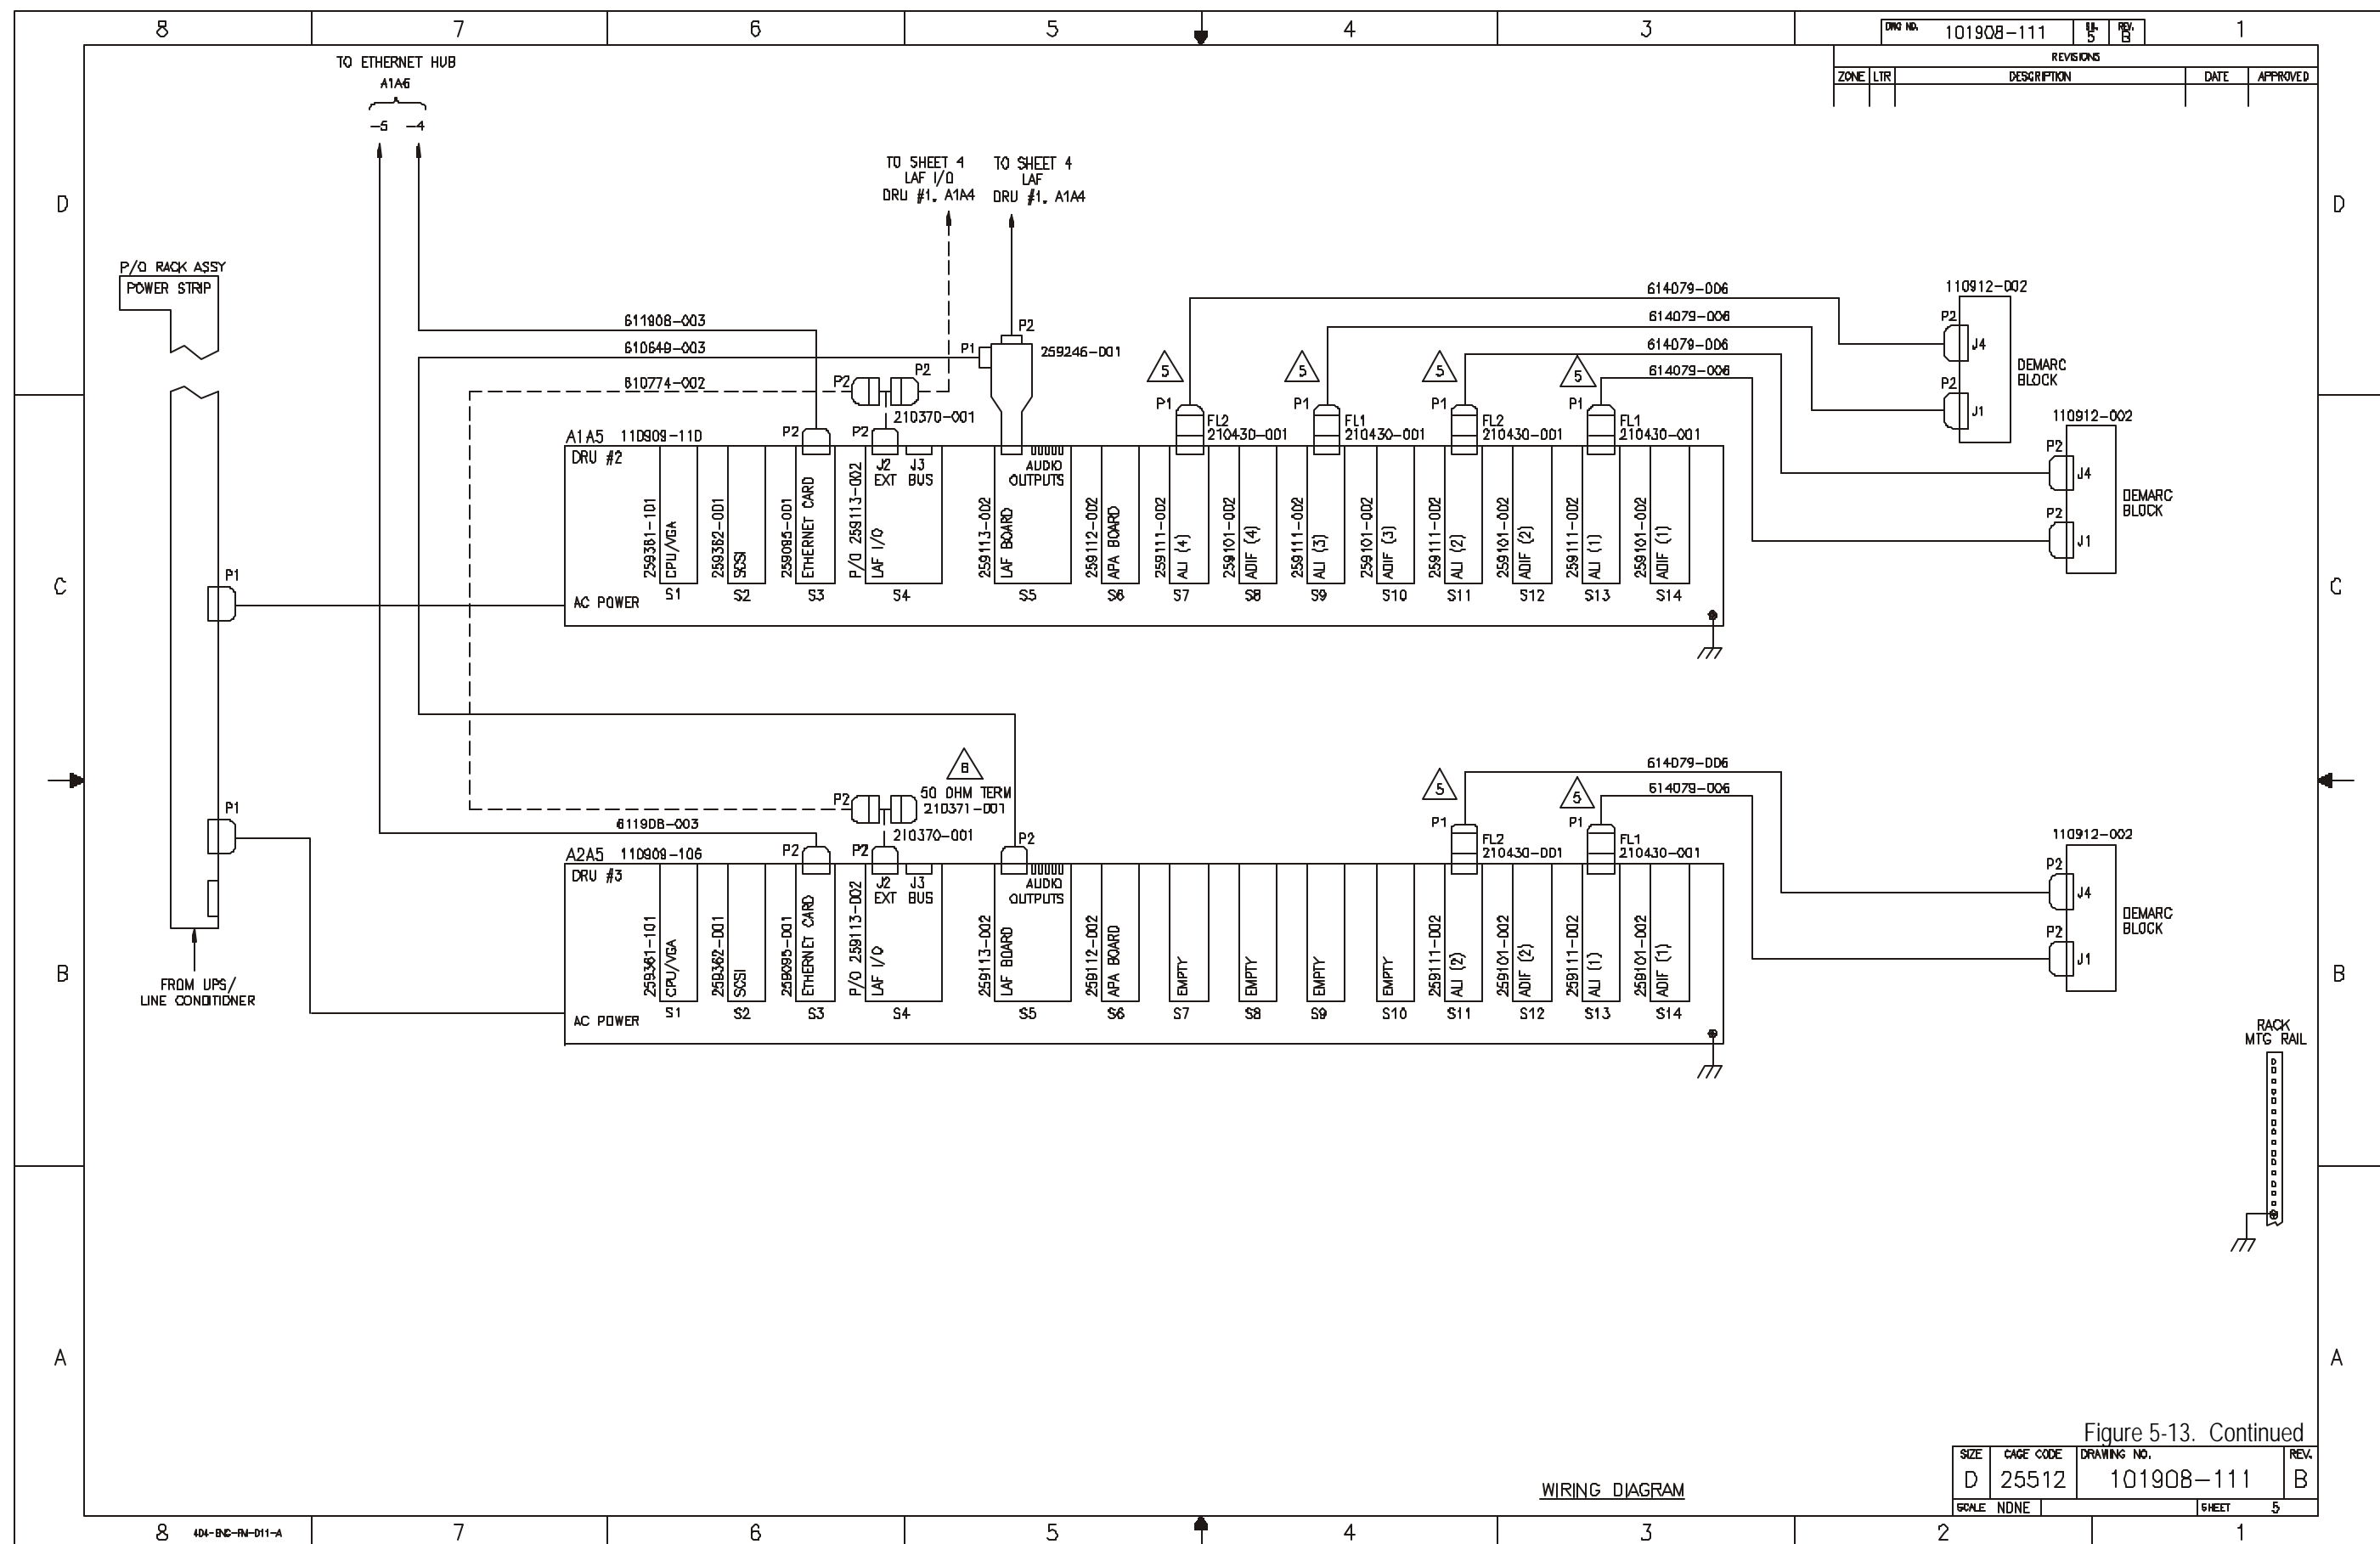 8 7 6 5 4 3 1
DWG NO. 101908-111 SH. 5 REV. B
REVISIONS
ZONE LTR DESCRIPTION DATE APPROVED
TO ETHERNET HUB
A1A6
-5 -4
TO SHEET 4
LAF I/O
DRU #1, A1A4
TO SHEET 4
LAF
DRU #1, A1A4
D
D
P/O RACK ASSY
POWER STRIP
611908-003
610649-003
610774-002
P1
P2
259246-001
P2
P2
210370-001
5
5
5
5
614079-006
614079-006
614079-006
614079-006
110912-002
P2
J4
P2
J1
DEMARC
BLOCK
110912-002
P2
J4
P2
J1
DEMARC
BLOCK
P1
FL2
210430-001
P1
FL1
210430-001
P1
FL2
210430-001
P1
FL1
210430-001
A1A5 110909-110
DRU #2
P2
P2
J2 J3
EXT BUS
AUDIO
OUTPUTS
259361-101
CPU/VGA
S1
259362-001
SCSI
S2
259095-001
ETHERNET CARD
S3
P/O 259113-002
LAF I/O
S4
259113-002
LAF BOARD
S5
259112-002
APA BOARD
S6
259111-002
ALI (4)
S7
259101-002
ADIF (4)
S8
259111-002
ALI (3)
S9
259101-002
ADIF (3)
S10
259111-002
ALI (2)
S11
259101-002
ADIF (2)
S12
259111-002
ALI (1)
S13
259101-002
ADIF (1)
S14
AC POWER
P1
C
C
6
50 OHM TERM
210371-001
P2
210370-001
611908-003
5
5
614079-006
614079-006
P1
FL2
210430-001
P1
FL1
210430-001
110912-002
P2
J4
P2
J1
DEMARC
BLOCK
P1
A2A5 110909-106
DRU #3
P2
P2
P2
J2 J3
EXT BUS
AUDIO
OUTPUTS
259361-101
CPU/VGA
S1
259362-001
SCSI
S2
259095-001
ETHERNET CARD
S3
P/O 259113-002
LAF I/O
S4
259113-002
LAF BOARD
S5
259112-002
APA BOARD
S6
EMPTY
S7
EMPTY
S8
EMPTY
S9
EMPTY
S10
259111-002
ALI (2)
S11
259101-002
ADIF (2)
S12
259111-002
ALI (1)
S13
259101-002
ADIF (1)
S14
AC POWER
FROM UPS/
LINE CONDITIONER
B
B
RACK
MTG RAIL
A
A
Figure 5-13. Continued
WIRING DIAGRAM
SIZE CAGE CODE DRAWING NO. REV.
D 25512 101908-111 B
SCALE NONE SHEET 5
8 7 6 5 4 3 2 1